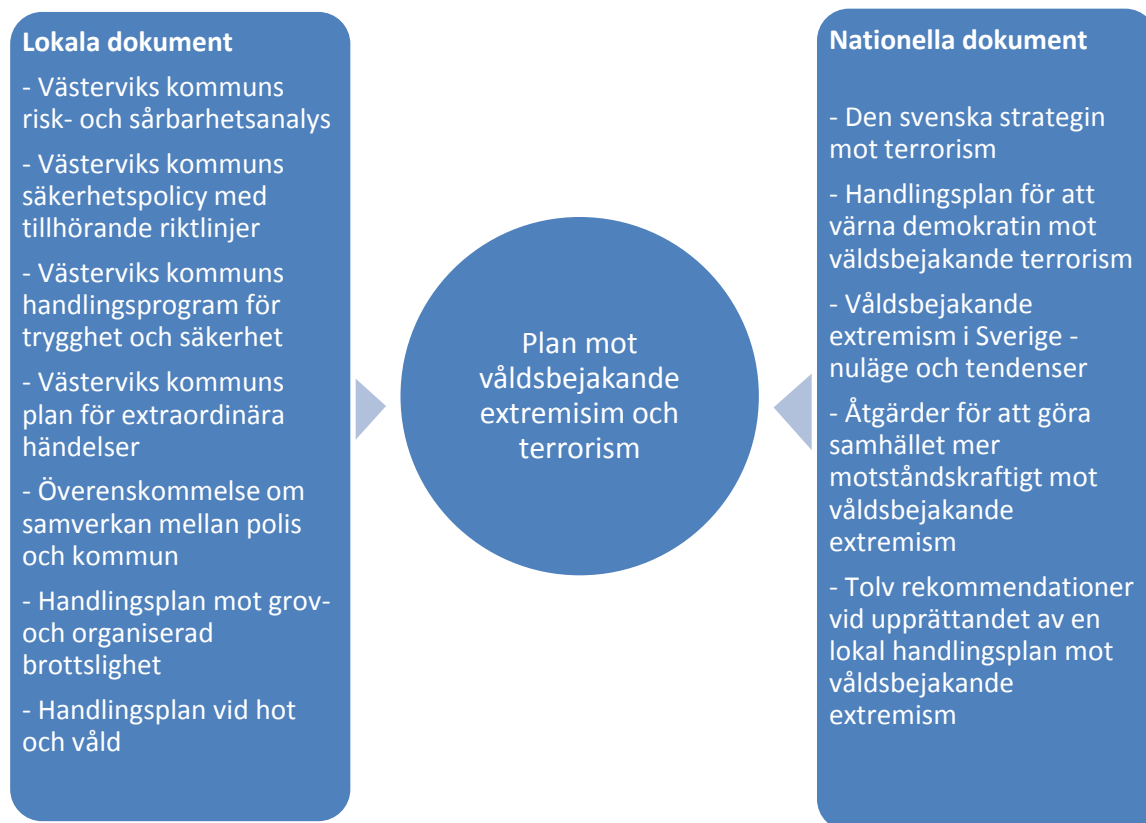 Lokala dokument
- Västerviks kommuns
risk- och sårbarhetsanalys
- Västerviks kommuns
säkerhetspolicy med
tillhörande riktlinjer
- Västerviks kommuns
handlingsprogram för
trygghet och säkerhet
- Västerviks kommuns
plan för extraordinära
händelser
- Överenskommelse om
samverkan mellan polis
och kommun
- Handlingsplan mot grov-
och organiserad
brottslighet
- Handlingsplan vid hot
och våld
Plan mot
våldsbejakande
extremisim och
terrorism
Nationella dokument
- Den svenska strategin
mot terrorism
- Handlingsplan för att
värna demokratin mot
väldsbejakande terrorism
- Våldsbejakande
extremism i Sverige -
nuläge och tendenser
- Åtgärder för att göra
samhället mer
motståndskraftigt mot
våldsbejakande
extremism
- Tolv rekommendationer
vid upprättandet av en
lokal handlingsplan mot
våldsbejakande
extremism